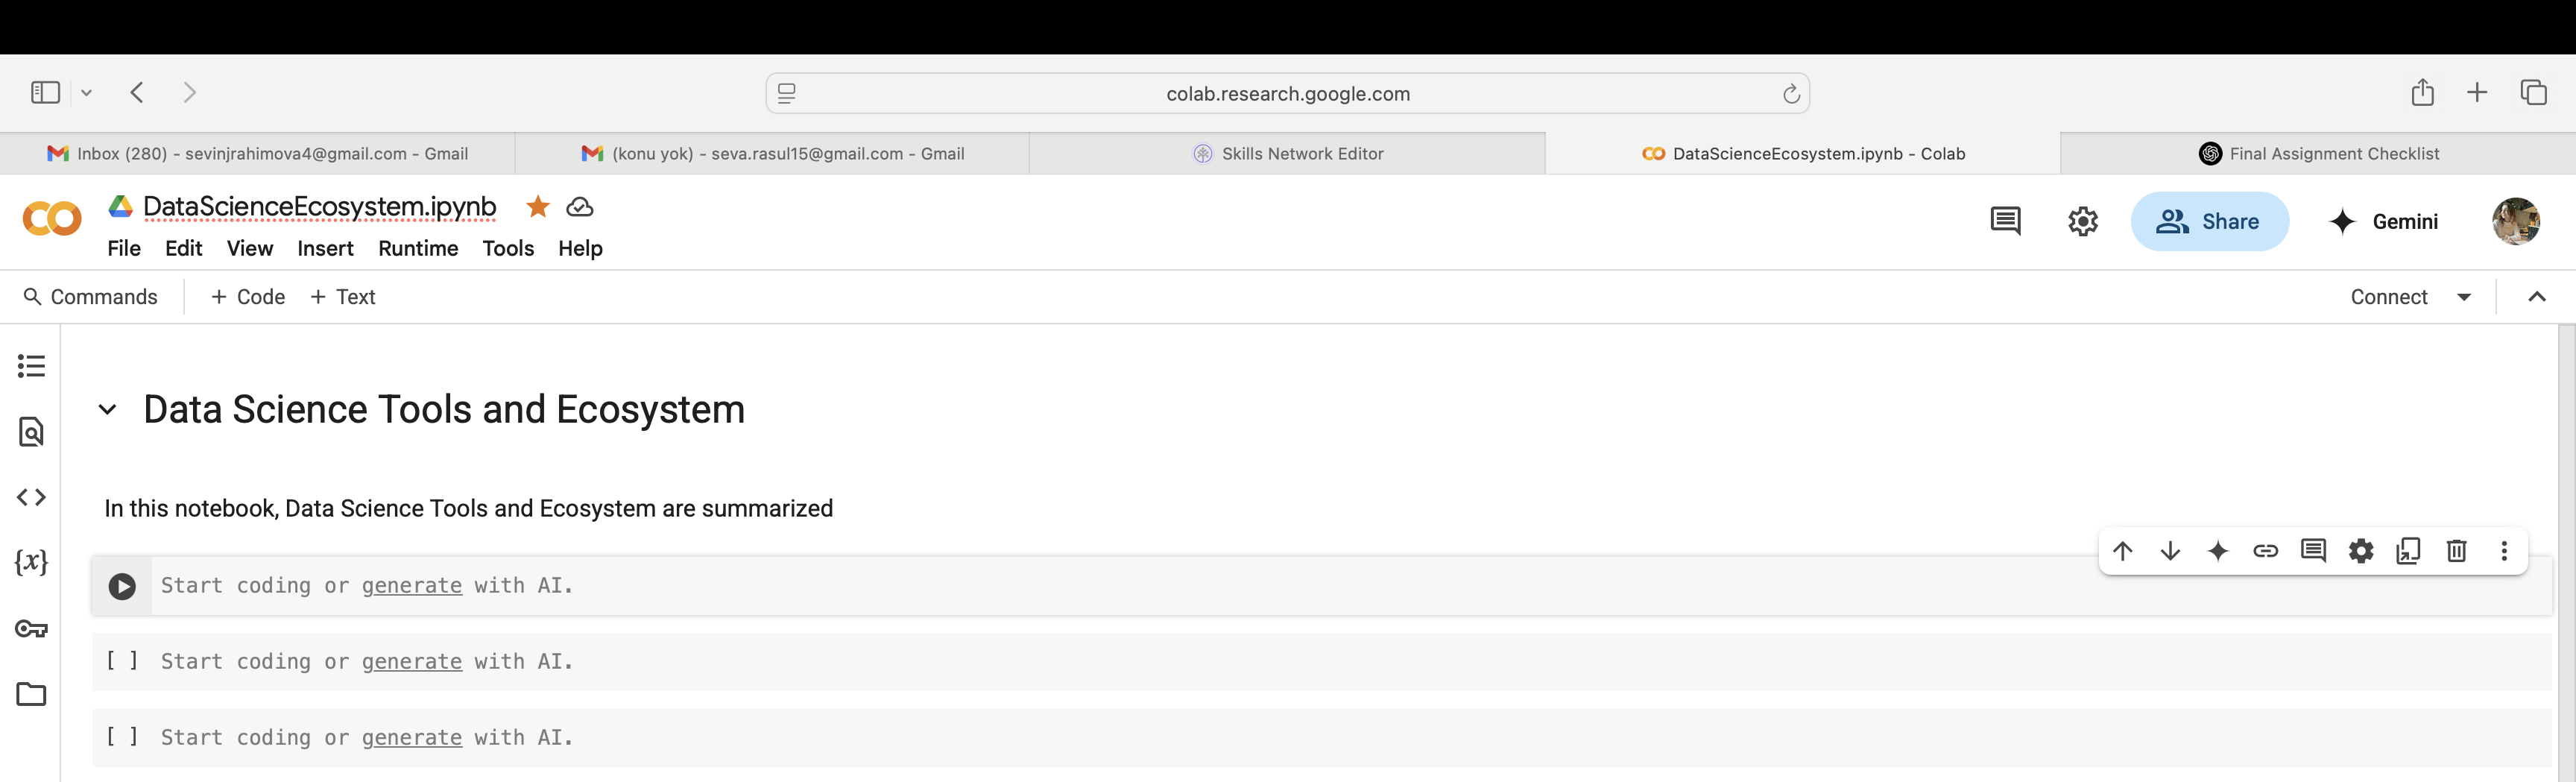 colab.research.google.com
Inbox (280) - sevinjrahimova4@gmail.com - Gmail
(konu yok) - seva.rasul15@gmail.com - Gmail
Skills Network Editor
DataScienceEcosystem.ipynb - Colab
Final Assignment Checklist
DataScienceEcosystem.ipynb
File Edit View Insert Runtime Tools Help
Share
Gemini
Commands
+ Code + Text
Connect
Data Science Tools and Ecosystem
In this notebook, Data Science Tools and Ecosystem are summarized
{x}
Start coding or generate with AI.
[ ] Start coding or generate with AI.
[ ] Start coding or generate with AI.